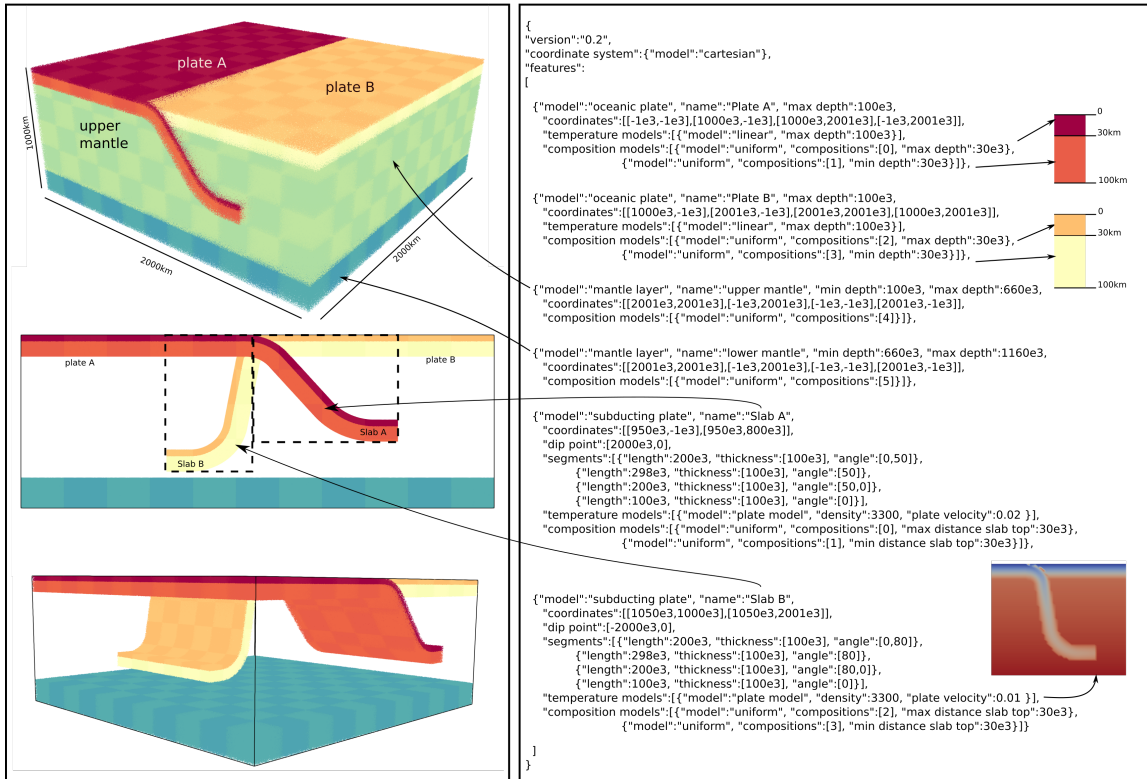 plate A
plate B
upper
mantle
1000km
2000km
2000km
plate A
plate B
Slab A
Slab B
{
"version":"0.2",
"coordinate system":{"model":"cartesian"},
"features":
[
{"model":"oceanic plate", "name":"Plate A", "max depth":100e3,
"coordinates":[[-1e3,-1e3],[1000e3,-1e3],[1000e3,2001e3],[-1e3,2001e3]],
"temperature models":[{"model":"linear", "max depth":100e3}],
"composition models":[{"model":"uniform", "compositions":[0], "max depth":30e3},
{"model":"uniform", "compositions":[1], "min depth":30e3}]},
0
30km
100km
{"model":"oceanic plate", "name":"Plate B", "max depth":100e3,
"coordinates":[[1000e3,-1e3],[2001e3,-1e3],[2001e3,2001e3],[1000e3,2001e3]],
"temperature models":[{"model":"linear", "max depth":100e3}],
"composition models":[{"model":"uniform", "compositions":[2], "max depth":30e3},
{"model":"uniform", "compositions":[3], "min depth":30e3}]},
0
30km
100km
{"model":"mantle layer", "name":"upper mantle", "min depth":100e3, "max depth":660e3,
"coordinates":[[2001e3,2001e3],[-1e3,2001e3],[-1e3,-1e3],[2001e3,-1e3]],
"composition models":[{"model":"uniform", "compositions":[4]}]},
{"model":"mantle layer", "name":"lower mantle", "min depth":660e3, "max depth":1160e3,
"coordinates":[[2001e3,2001e3],[-1e3,2001e3],[-1e3,-1e3],[2001e3,-1e3]],
"composition models":[{"model":"uniform", "compositions":[5]}]},
{"model":"subducting plate", "name":"Slab A",
"coordinates":[[950e3,-1e3],[950e3,800e3]],
"dip point":[2000e3,0],
"segments":[{"length":200e3, "thickness":[100e3], "angle":[0,50]},
{"length":298e3, "thickness":[100e3], "angle":[50]},
{"length":200e3, "thickness":[100e3], "angle":[50,0]},
{"length":100e3, "thickness":[100e3], "angle":[0]}],
"temperature models":[{"model":"plate model", "density":3300, "plate velocity":0.02 }],
"composition models":[{"model":"uniform", "compositions":[0], "max distance slab top":30e3},
{"model":"uniform", "compositions":[1], "min distance slab top":30e3}]},
{"model":"subducting plate", "name":"Slab B",
"coordinates":[[1050e3,1000e3],[1050e3,2001e3]],
"dip point":[-2000e3,0],
"segments":[{"length":200e3, "thickness":[100e3], "angle":[0,80]},
{"length":298e3, "thickness":[100e3], "angle":[80]},
{"length":200e3, "thickness":[100e3], "angle":[80,0]},
{"length":100e3, "thickness":[100e3], "angle":[0]}],
"temperature models":[{"model":"plate model", "density":3300, "plate velocity":0.01 }],
"composition models":[{"model":"uniform", "compositions":[2], "max distance slab top":30e3},
{"model":"uniform", "compositions":[3], "min distance slab top":30e3}]}
]
}